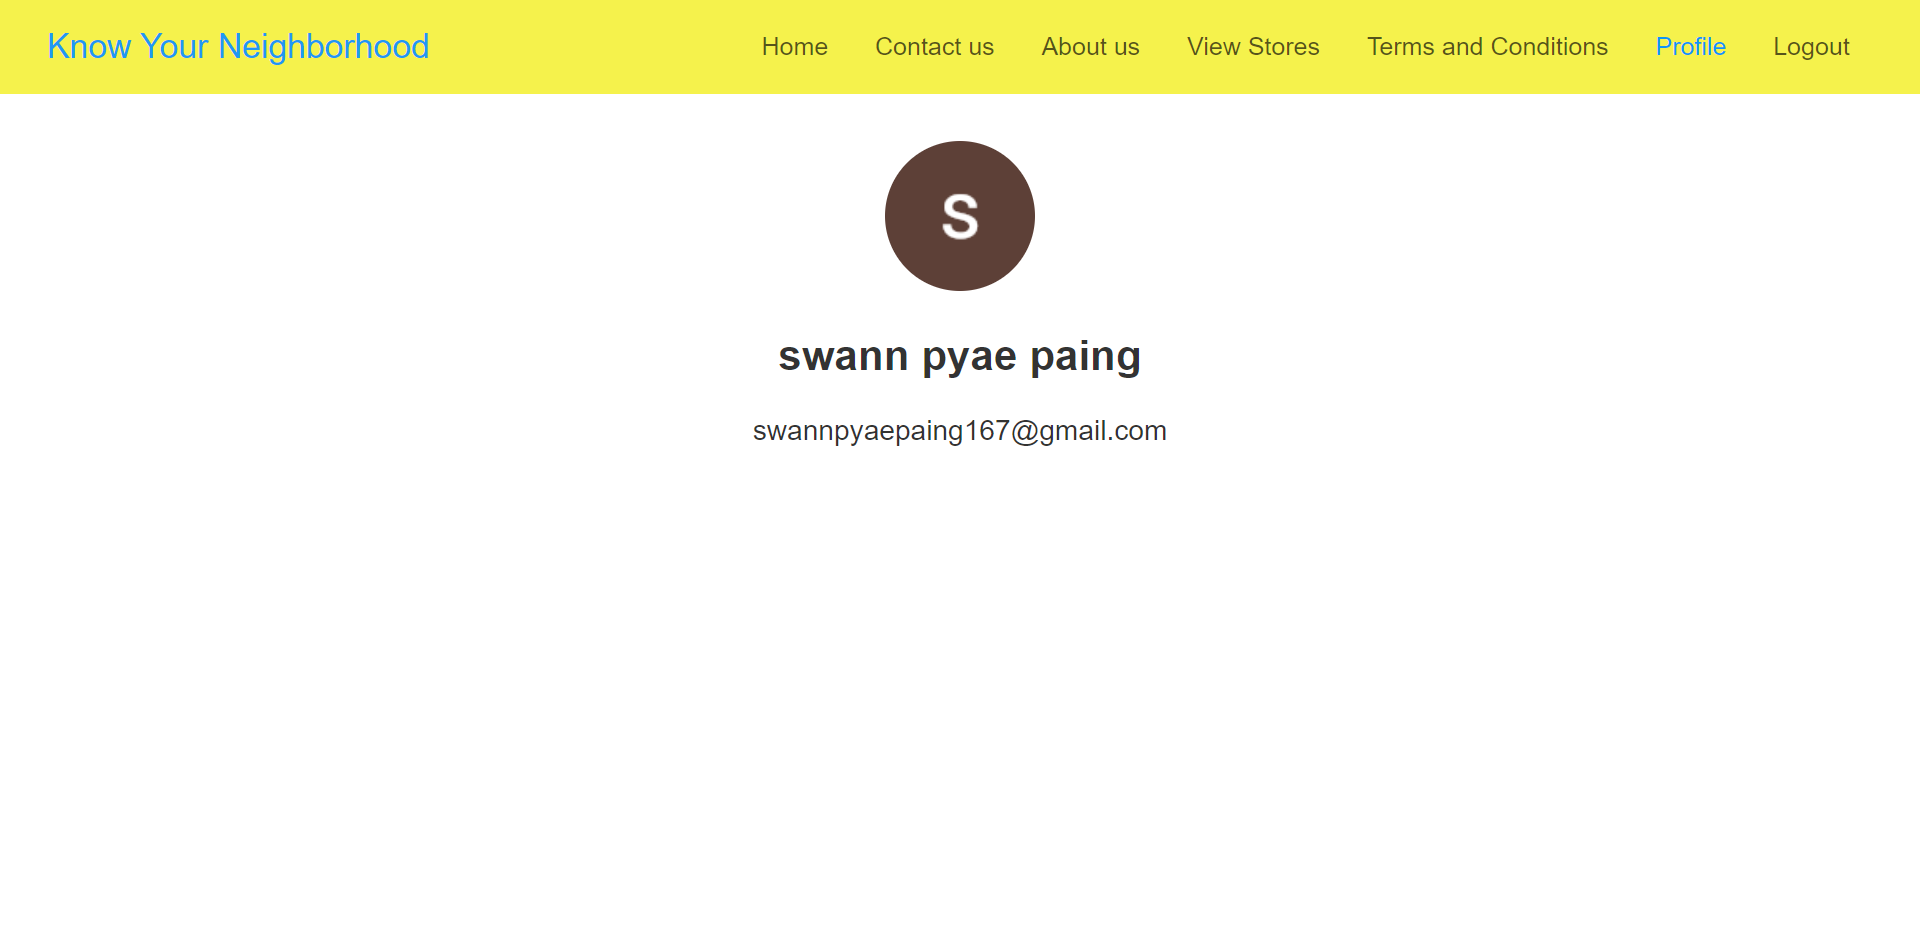 Know Your Neighborhood Home Contact us About us View Stores Terms and Conditions Profile Logout
S
swann pyae paing
swannpyaepaing167@gmail.com